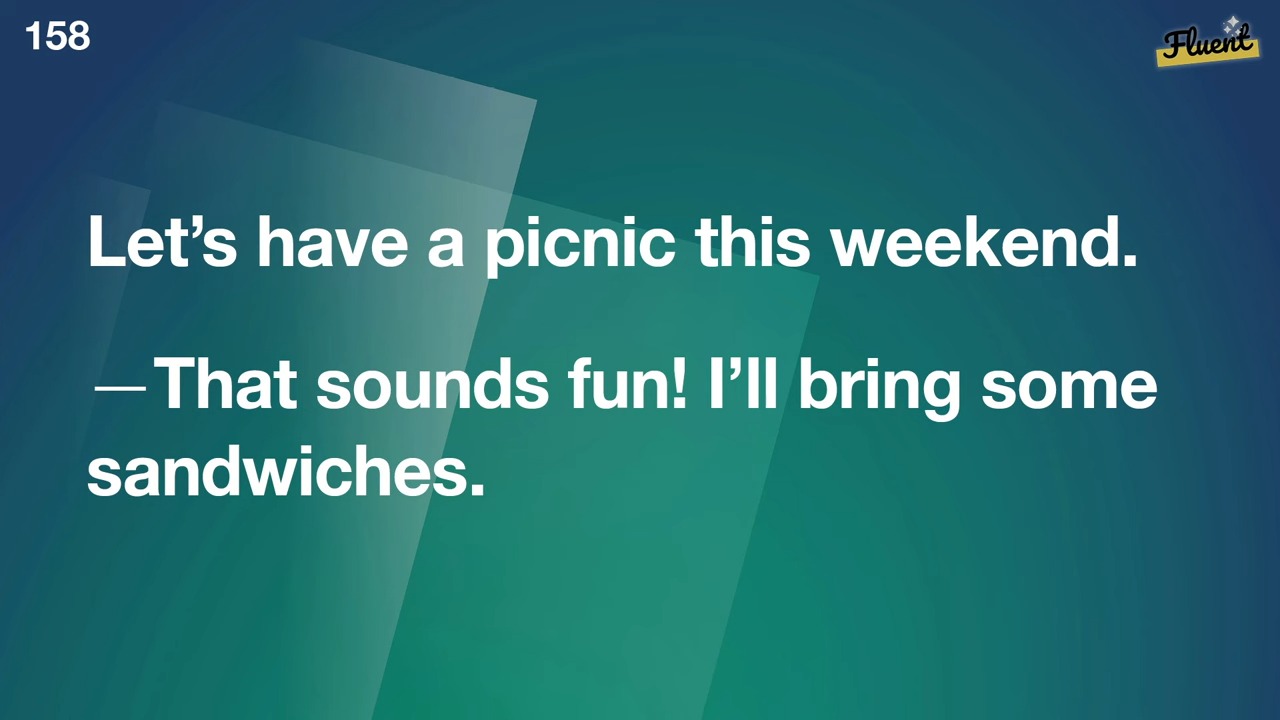 158
Fluent
Let’s have a picnic this weekend.
—That sounds fun! I’ll bring some
sandwiches.